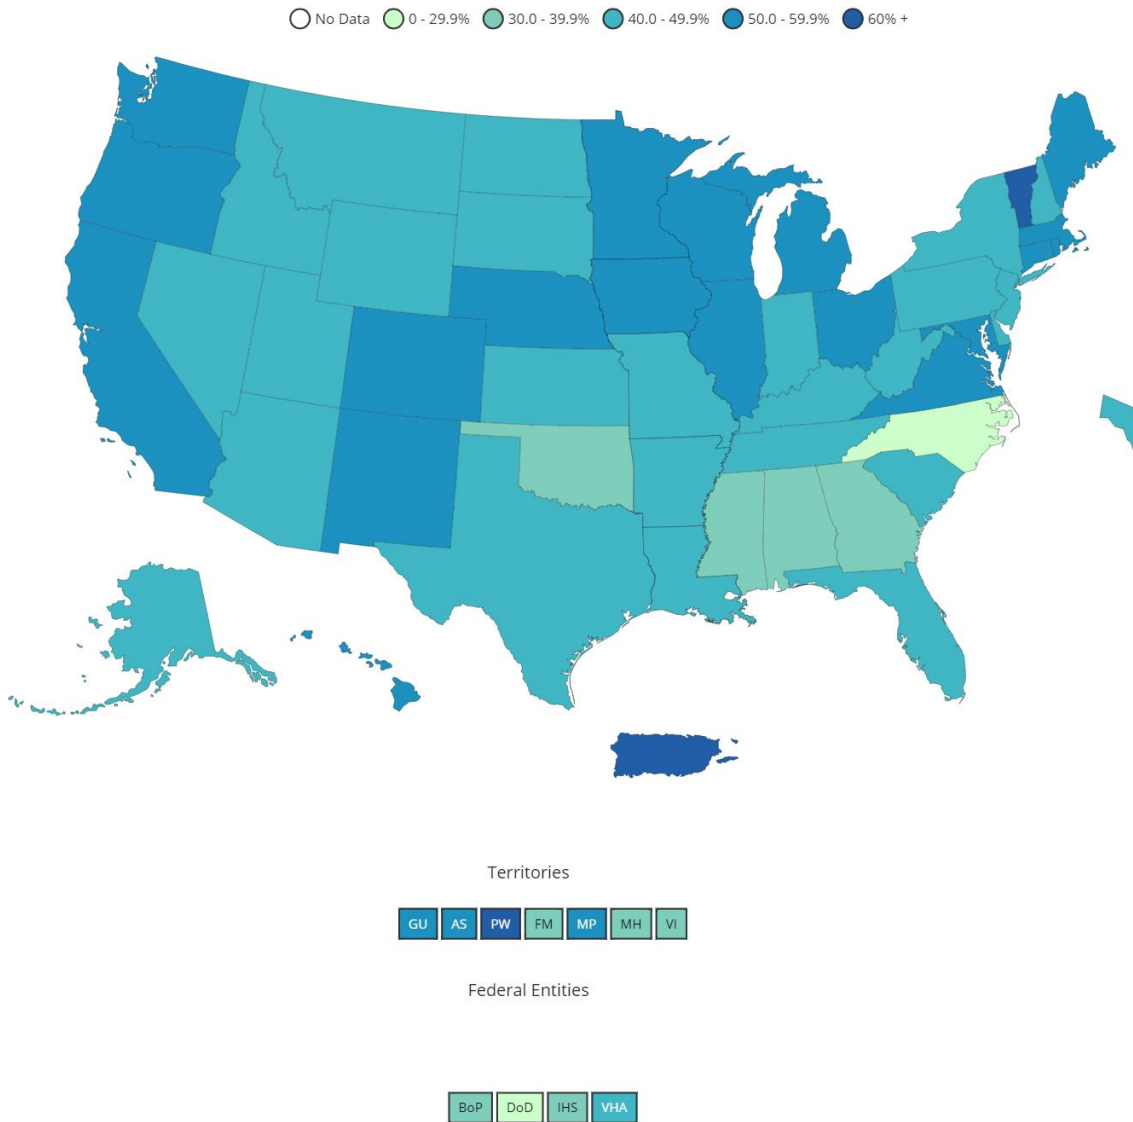 No Data 0 - 29.9% 30.0 - 39.9% 40.0 - 49.9% 50.0 - 59.9% 60% +
Territories
GU AS PW FM MP MH VI
Federal Entities
BoP DoD IHS VHA